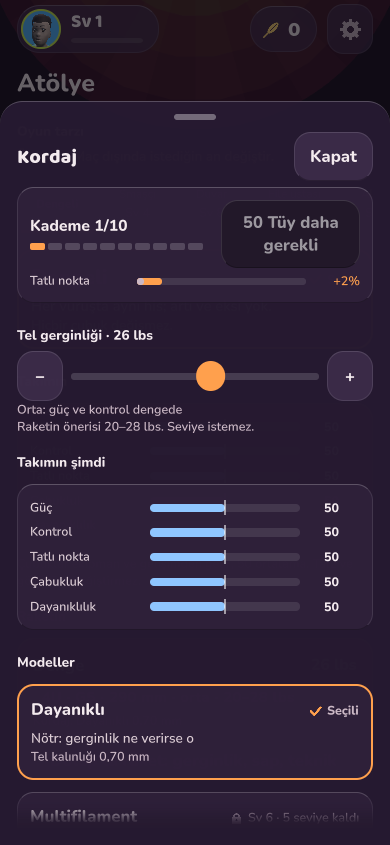 Sv 1
0
Atölye
Kordaj
Kapat
Kademe 1/10
50 Tüy daha
gerekli
Tatlı nokta
+2%
Tel gerginliği · 26 lbs
−
+
Orta: güç ve kontrol dengede
Raketin önerisi 20–28 lbs. Seviye istemez.
Takımın şimdi
Güç 50
Kontrol 50
Tatlı nokta 50
Çabukluk 50
Dayanıklılık 50
Modeller
Dayanıklı
Seçili
Nötr: gerginlik ne verirse o
Tel kalınlığı 0,70 mm
Multifilament
Sv 6 · 5 seviye kaldı